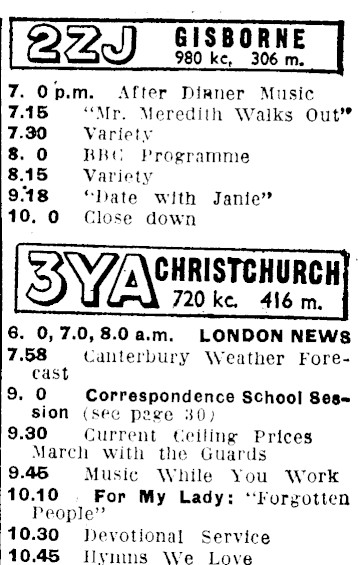 2ZJ GISBORNE
980 kc, 306 m.
7. 0 p.m. After Dinner Music
7.15 "Mr. Meredith Walks Out"
7.30 Variety
8. 0 BBC Programme
8.15 Variety
9.18 "Date with Janie"
10. 0 Close down
3YA CHRISTCHURCH
720 kc. 416 m.
6. 0, 7.0, 8.0 a.m. LONDON NEWS
7.58 Canterbury Weather Fore-
cast
9. 0 Correspondence School Ses-
sion (see page 30)
9.30 Current Ceiling Prices
March with the Guards
9.45 Music While You Work
10.10 For My Lady: "Forgotten
People"
10.30 Devotional Service
10.45 Hymns We Love